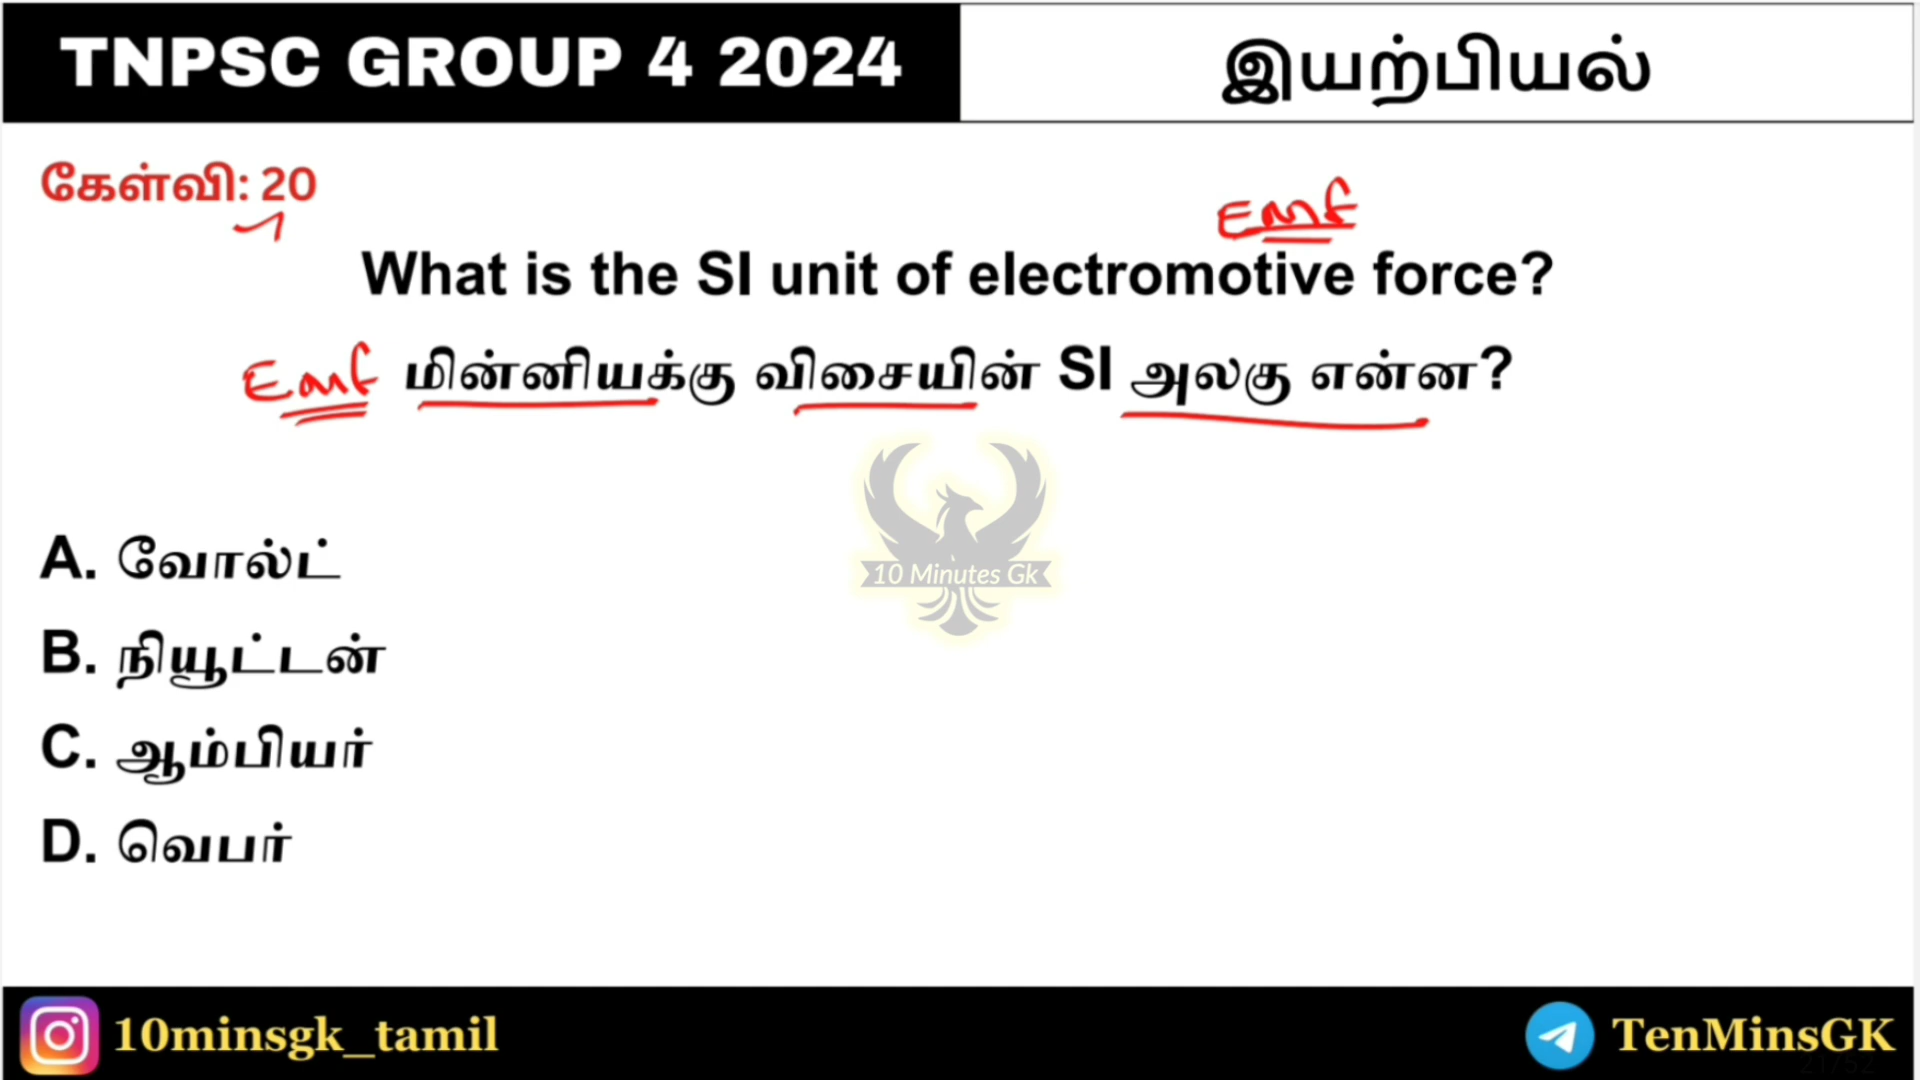 TNPSC GROUP 4 2024
இயற்பியல்
கேள்வி: 20
Emf
What is the SI unit of electromotive force?
Emf மின்னியக்கு விசையின் SI அலகு என்ன?
10 Minutes Gk
A. வோல்ட்
B. நியூட்டன்
C. ஆம்பியர்
D. வெபர்
10minsgk_tamil
TenMinsGK